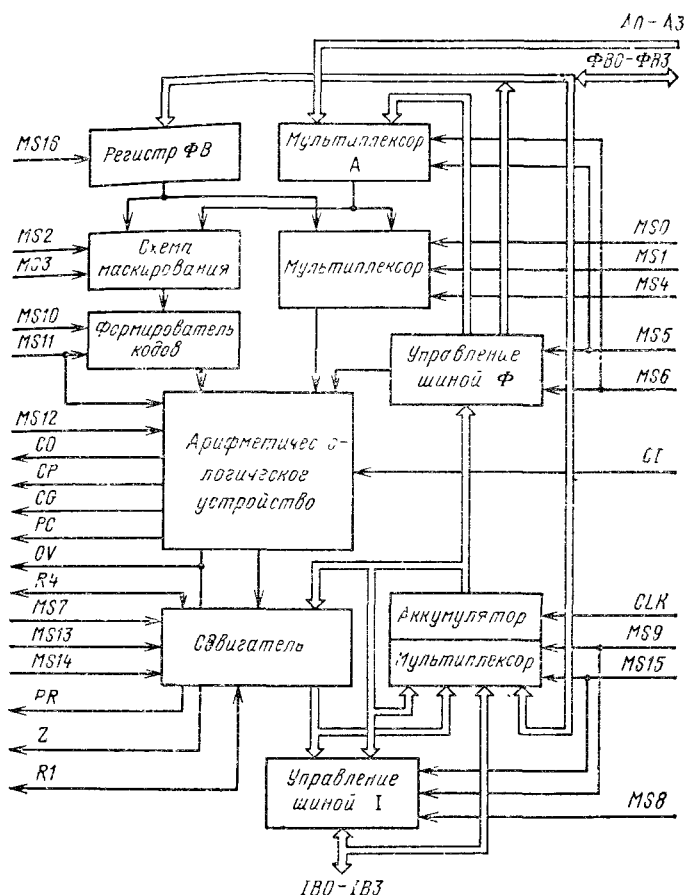 A0-A3
ФВ0-ФВ3
MS16
Регистр ФВ
Мультиплексор
A
MS2
MS3
Схема
маскирования
Мультиплексор
MS0
MS1
MS4
MS10
MS11
Формирователь
кодов
Управление
шиной Ф
MS5
MS6
MS12
CO
CP
CG
PC
OV
Арифметичес о-
логическое
устройство
CI
R4
MS7
MS13
MS14
Сдвигатель
Аккумулятор
Мультиплексор
CLK
MS9
MS15
PR
Z
R1
Управление
шиной I
MS8
IB0-IB3